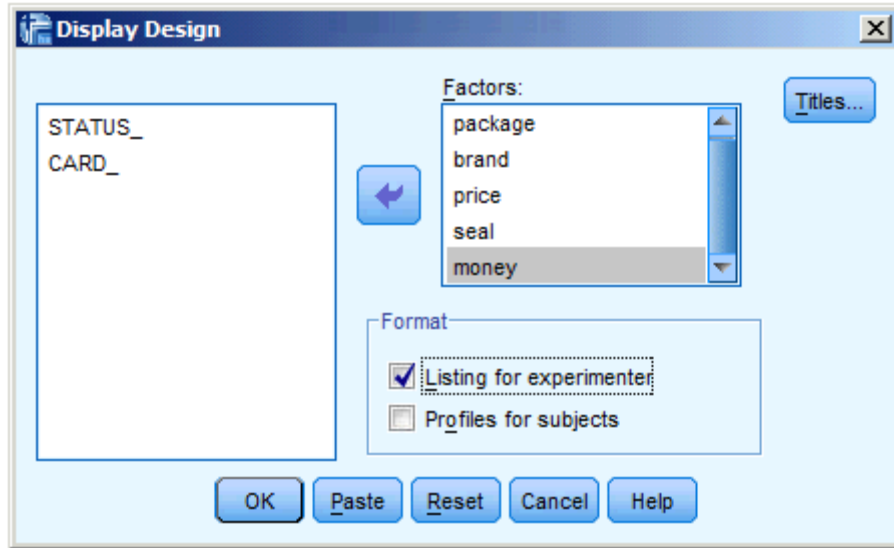 Display Design
STATUS_
CARD_
Factors:
package
brand
price
seal
money
Titles...
Format
Listing for experimenter
Profiles for subjects
OK
Paste
Reset
Cancel
Help